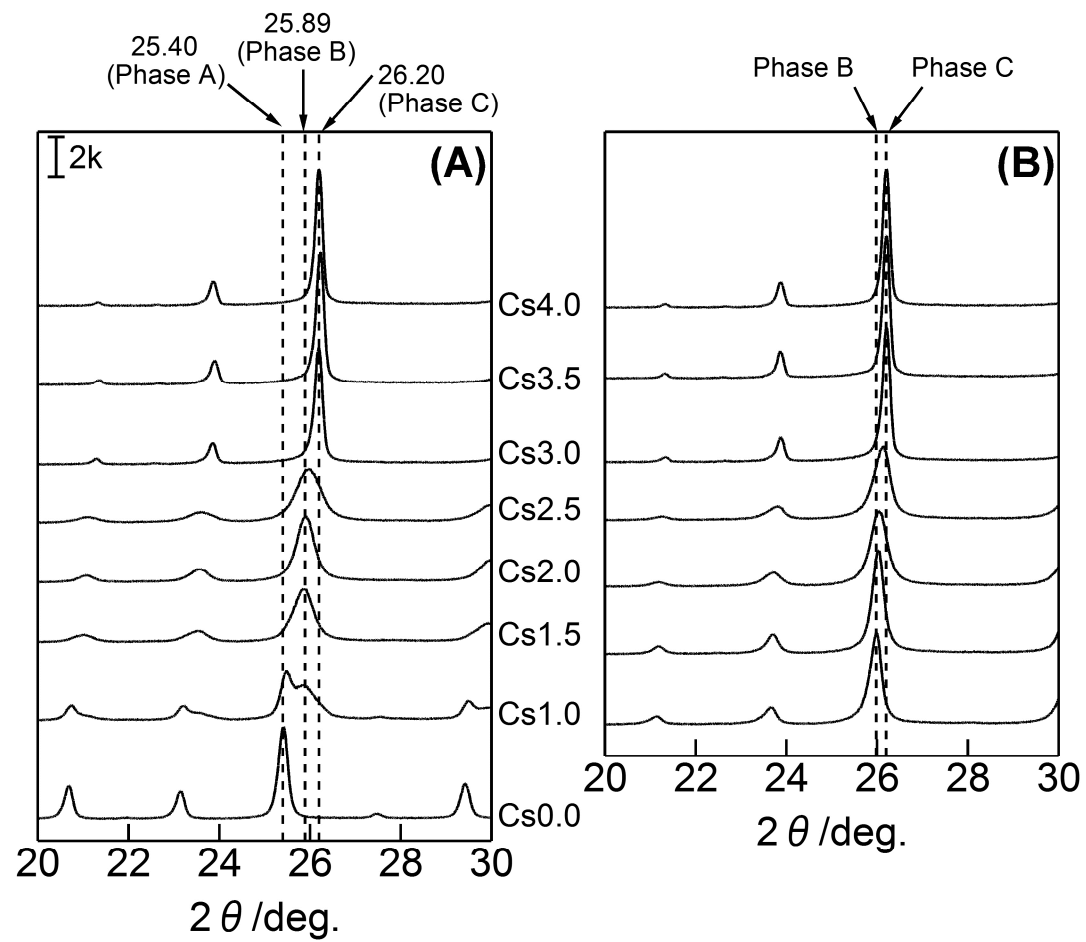 25.40
(Phase A)
25.89
(Phase B)
26.20
(Phase C)
2k
(A)
Cs4.0
Cs3.5
Cs3.0
Cs2.5
Cs2.0
Cs1.5
Cs1.0
Cs0.0
20 22 24 26 28 30
2θ/deg.
Phase B
Phase C
(B)
20 22 24 26 28 30
2θ/deg.